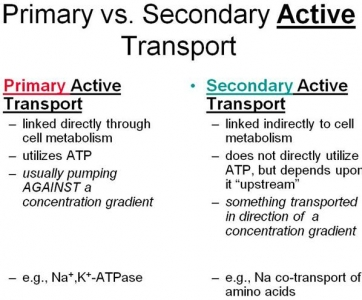 Primary vs. Secondary Active
Transport
Primary Active
Transport
– linked directly through
cell metabolism
– utilizes ATP
– usually pumping
AGAINST a
concentration gradient
– e.g., Na⁺,K⁺-ATPase
• Secondary Active
Transport
– linked indirectly to cell
metabolism
– does not directly utilize
ATP, but depends upon
it “upstream”
– something transported
in direction of a
concentration gradient
– e.g., Na co-transport of
amino acids